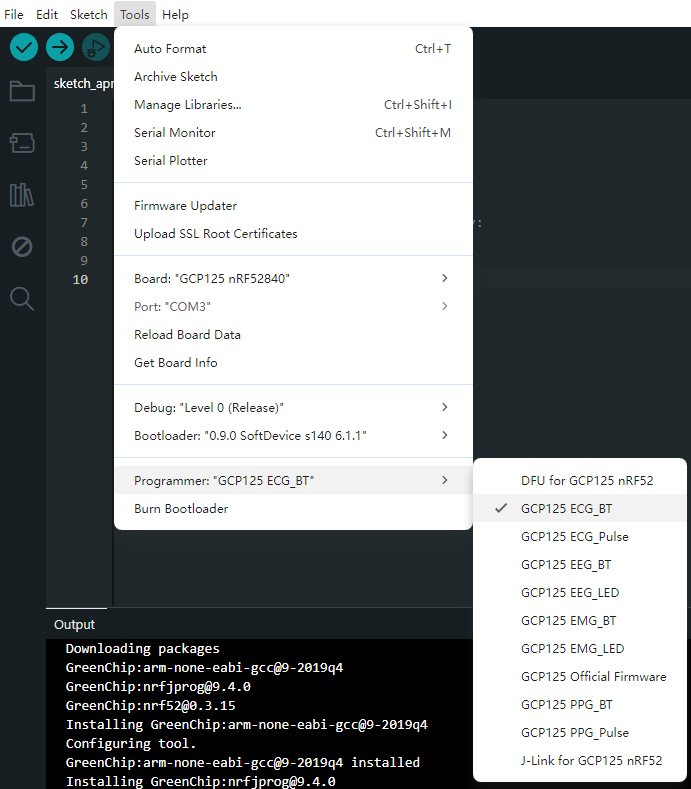 File Edit Sketch Tools Help
Auto Format Ctrl+T
Archive Sketch
Manage Libraries... Ctrl+Shift+I
Serial Monitor Ctrl+Shift+M
Serial Plotter
Firmware Updater
Upload SSL Root Certificates
Board: "GCP125 nRF52840"
Port: "COM3"
Reload Board Data
Get Board Info
Debug: "Level 0 (Release)"
Bootloader: "0.9.0 SoftDevice s140 6.1.1"
Programmer: "GCP125 ECG_BT"
Burn Bootloader
DFU for GCP125 nRF52
GCP125 ECG_BT
GCP125 ECG_Pulse
GCP125 EEG_BT
GCP125 EEG_LED
GCP125 EMG_BT
GCP125 EMG_LED
GCP125 Official Firmware
GCP125 PPG_BT
GCP125 PPG_Pulse
J-Link for GCP125 nRF52
sketch_apr
1
2
3
4
5
6
7
8
9
10
Output
Downloading packages
GreenChip:arm-none-eabi-gcc@9-2019q4
GreenChip:nrfjprog@9.4.0
GreenChip:nrf52@0.3.15
Installing GreenChip:arm-none-eabi-gcc@9-2019q4
Configuring tool.
GreenChip:arm-none-eabi-gcc@9-2019q4 installed
Installing GreenChip:nrfjprog@9.4.0